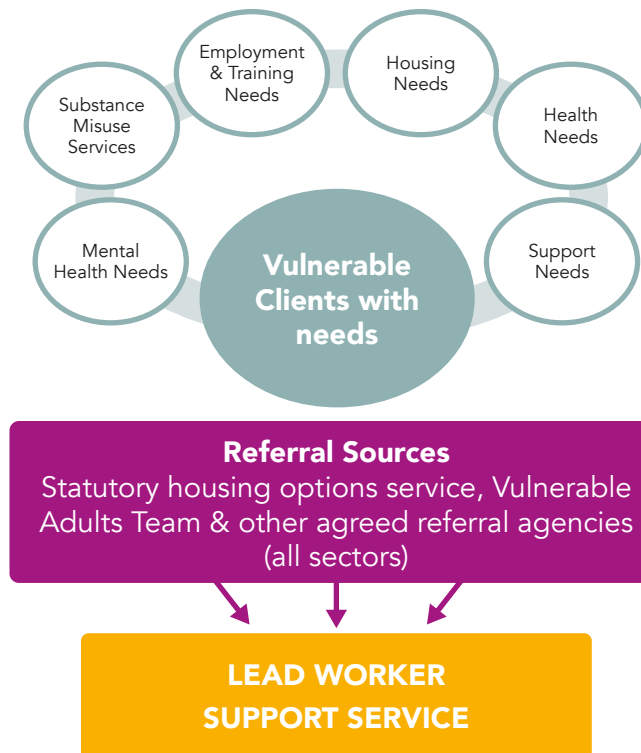 Employment
& Training
Needs
Housing
Needs
Substance
Misuse
Services
Health
Needs
Mental
Health Needs
Vulnerable
Clients with
needs
Support
Needs
Referral Sources
Statutory housing options service, Vulnerable
Adults Team & other agreed referral agencies
(all sectors)
LEAD WORKER
SUPPORT SERVICE